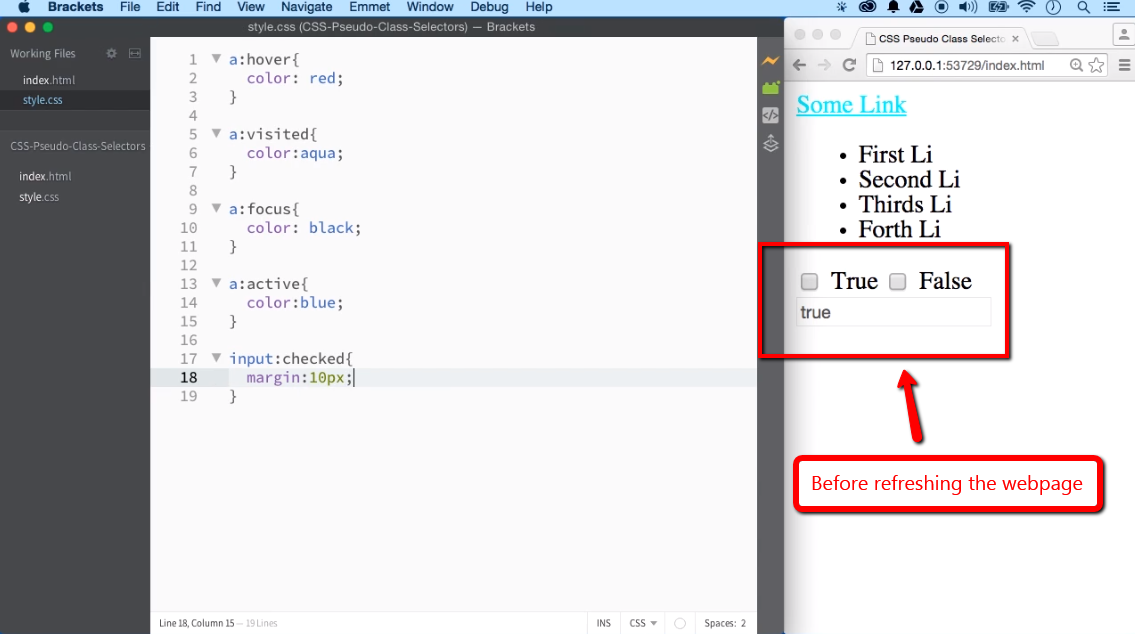 Brackets File Edit Find View Navigate Emmet Window Debug Help
style.css (CSS-Pseudo-Class-Selectors) — Brackets
Working Files
index.html
style.css
CSS-Pseudo-Class-Selectors
index.html
style.css
1 a:hover{
2 color: red;
3 }
4
5 a:visited{
6 color:aqua;
7 }
8
9 a:focus{
10 color: black;
11 }
12
13 a:active{
14 color:blue;
15 }
16
17 input:checked{
18 margin:10px;
19 }
Line 18, Column 15 — 19 Lines
INS CSS Spaces: 2
CSS Pseudo Class Selecto
127.0.0.1:53729/index.html
Some Link
• First Li
• Second Li
• Thirds Li
• Forth Li
True False
true
Before refreshing the webpage